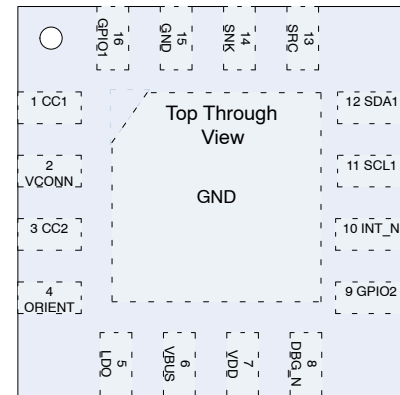 16 GPIO1
15 GND
14 SNK
13 SRC
1 CC1
2
VCONN
3 CC2
4
ORIENT
Top Through
View
GND
12 SDA1
11 SCL1
10 INT_N
9 GPIO2
5 LDO
6 VBUS
7 VDD
8 DBG_N